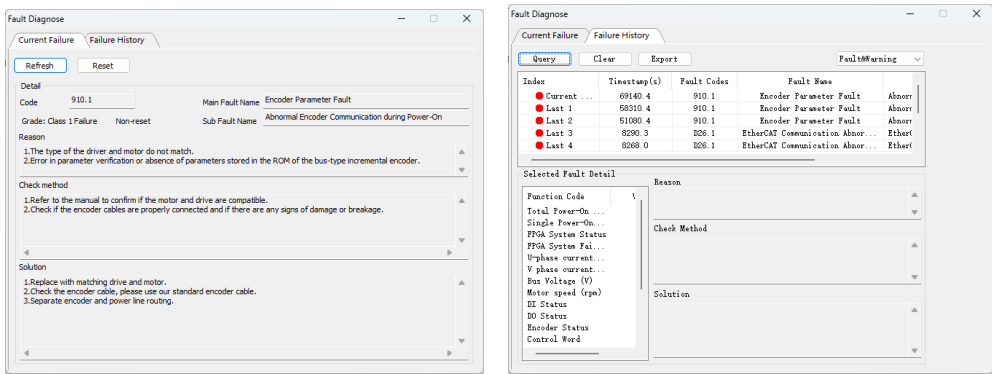 Fault Diagnose
Current Failure
Failure History
Refresh
Reset
Detail
Code
910.1
Main Fault Name
Encoder Parameter Fault
Grade: Class 1 Failure
Non-reset
Sub Fault Name
Abnormal Encoder Communication during Power-On
Reason
1.The type of the driver and motor do not match.
2.Error in parameter verification or absence of parameters stored in the ROM of the bus-type incremental encoder.
Check method
1.Refer to the manual to confirm if the motor and drive are compatible.
2.Check if the encoder cables are properly connected and if there are any signs of damage or breakage.
Solution
1.Replace with matching drive and motor.
2.Check the encoder cable, please use our standard encoder cable.
3.Separate encoder and power line routing.
Fault Diagnose
Current Failure
Failure History
Query
Clear
Export
Fault&Warning
Index Timestamp(s) Fault Codes Fault Name
Current ... 69140.4 910.1 Encoder Parameter Fault Abnorr
Last 1 58310.4 910.1 Encoder Parameter Fault Abnorr
Last 2 51080.4 910.1 Encoder Parameter Fault Abnorr
Last 3 8290.3 D26.1 EtherCAT Communication Abnor... Ether(
Last 4 8268.0 D26.1 EtherCAT Communication Abnor... Ether(
Selected Fault Detail
Function Code
Total Power-On ...
Single Power-On...
FPGA System Status
FPGA System Fai...
U-phase current...
V phase current...
Bus Voltage (V)
Motor speed (rpm)
DI Status
DO Status
Encoder Status
Control Word
Reason
Check Method
Solution